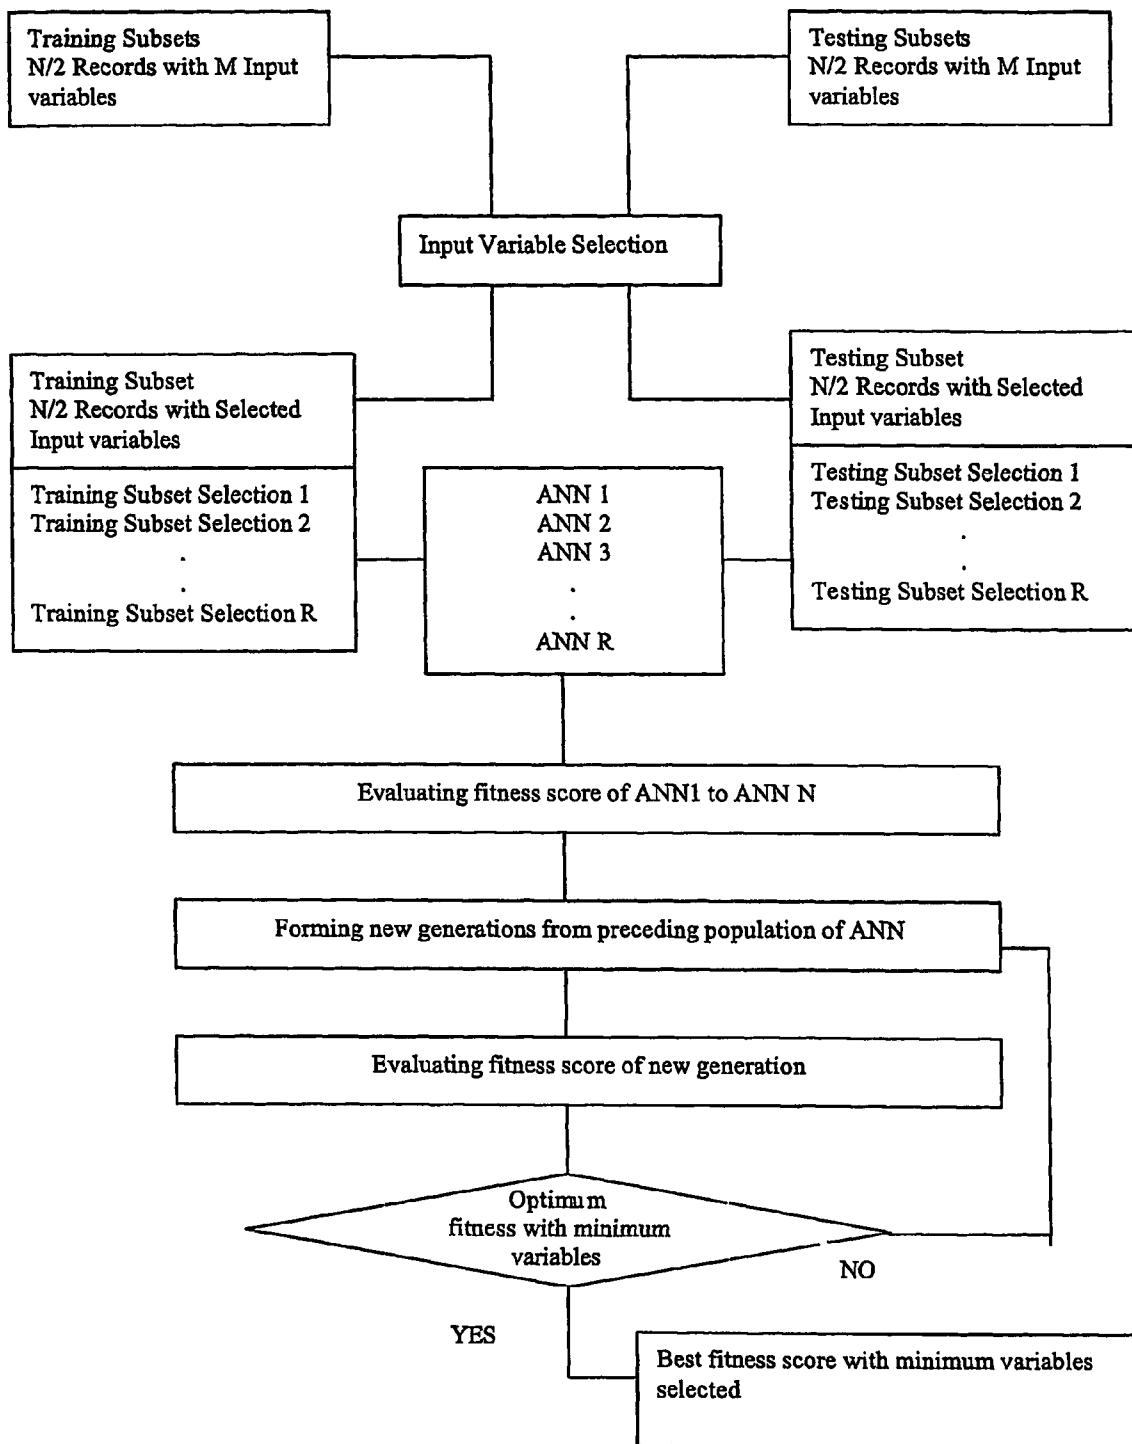 Training Subsets
N/2 Records with M Input
variables
Testing Subsets
N/2 Records with M Input
variables
Input Variable Selection
Training Subset
N/2 Records with Selected
Input variables
Training Subset Selection 1
Training Subset Selection 2
.
.
Training Subset Selection R
ANN 1
ANN 2
ANN 3
.
.
ANN R
Testing Subset
N/2 Records with Selected
Input variables
Testing Subset Selection 1
Testing Subset Selection 2
.
.
Testing Subset Selection R
Evaluating fitness score of ANN1 to ANN N
Forming new generations from preceding population of ANN
Evaluating fitness score of new generation
Optimum
fitness with minimum
variables
NO
YES
Best fitness score with minimum variables
selected